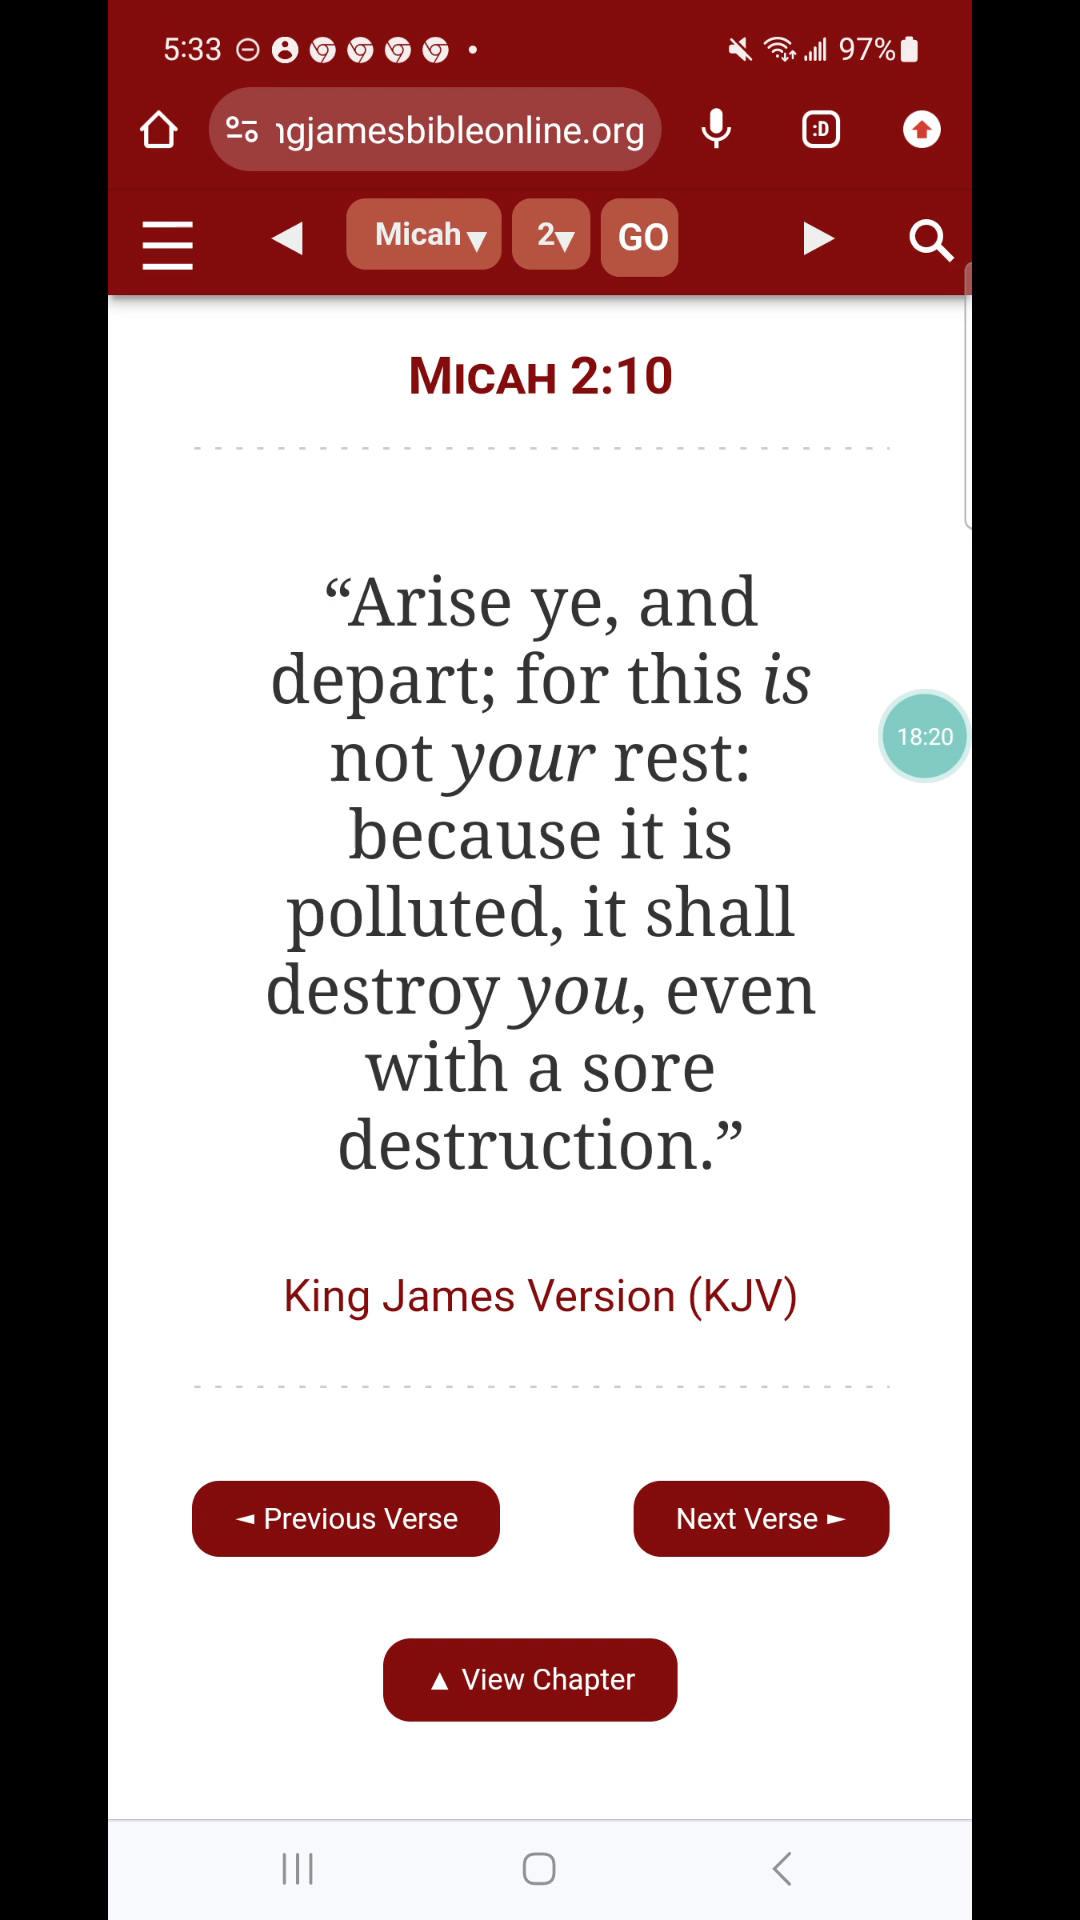 5:33
97%
ngjamesbibleonline.org
:D
Micah ▼ 2▼ GO
MICAH 2:10
“Arise ye, and
depart; for this is
not your rest:
because it is
polluted, it shall
destroy you, even
with a sore
destruction.”
18:20
King James Version (KJV)
◄ Previous Verse
Next Verse ►
▲ View Chapter